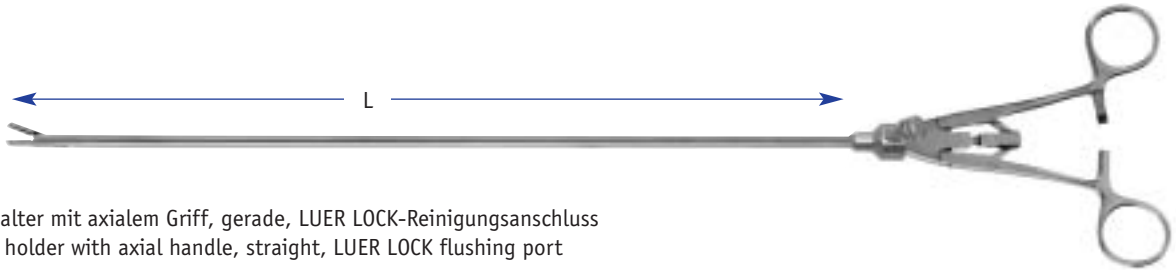 L
alter mit axialem Griff, gerade, LUER LOCK-Reinigungsanschluss
holder with axial handle, straight, LUER LOCK flushing port